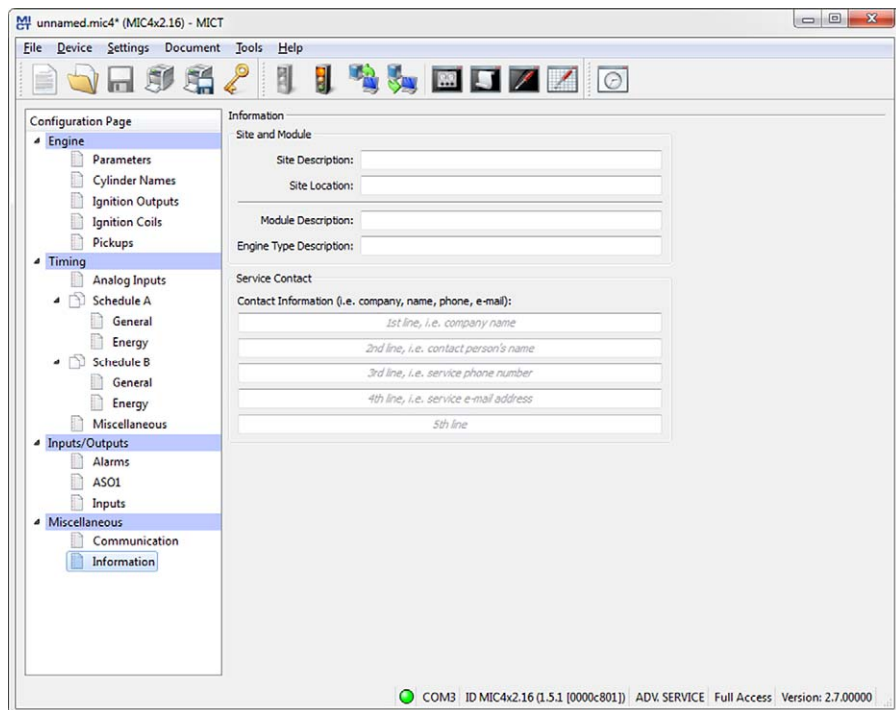 MICT unnamed.mic4* (MIC4x2.16) - MICT
File Device Settings Document Tools Help
Configuration Page
Engine
Parameters
Cylinder Names
Ignition Outputs
Ignition Coils
Pickups
Timing
Analog Inputs
Schedule A
General
Energy
Schedule B
General
Energy
Miscellaneous
Inputs/Outputs
Alarms
ASO1
Inputs
Miscellaneous
Communication
Information
Information
Site and Module
Site Description:
Site Location:
Module Description:
Engine Type Description:
Service Contact
Contact Information (i.e. company, name, phone, e-mail):
1st line, i.e. company name
2nd line, i.e. contact person's name
3rd line, i.e. service phone number
4th line, i.e. service e-mail address
5th line
COM3 ID MIC4x2.16 (1.5.1 [0000c801]) ADV. SERVICE Full Access Version: 2.7.00000